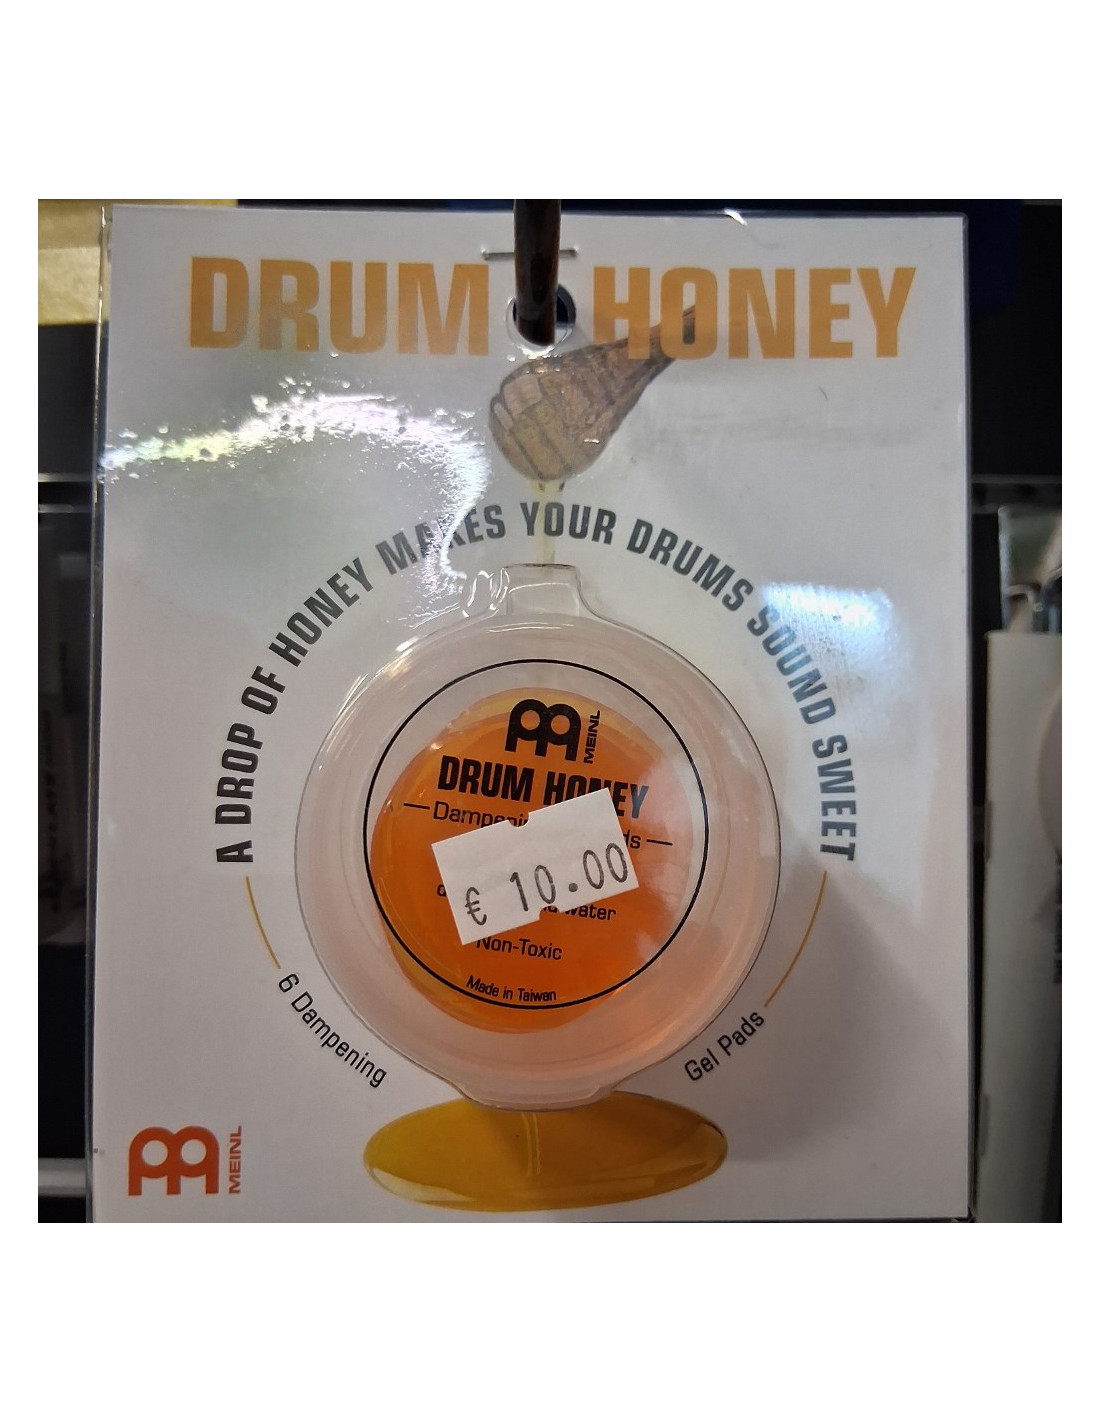 DRUM HONEY
A DROP OF HONEY MAKES YOUR DRUMS SOUND SWEET
MEINL
DRUM HONEY
€ 10.00
water
Non-Toxic
Made in Taiwan
6 Dampening
Gel Pads
MEINL